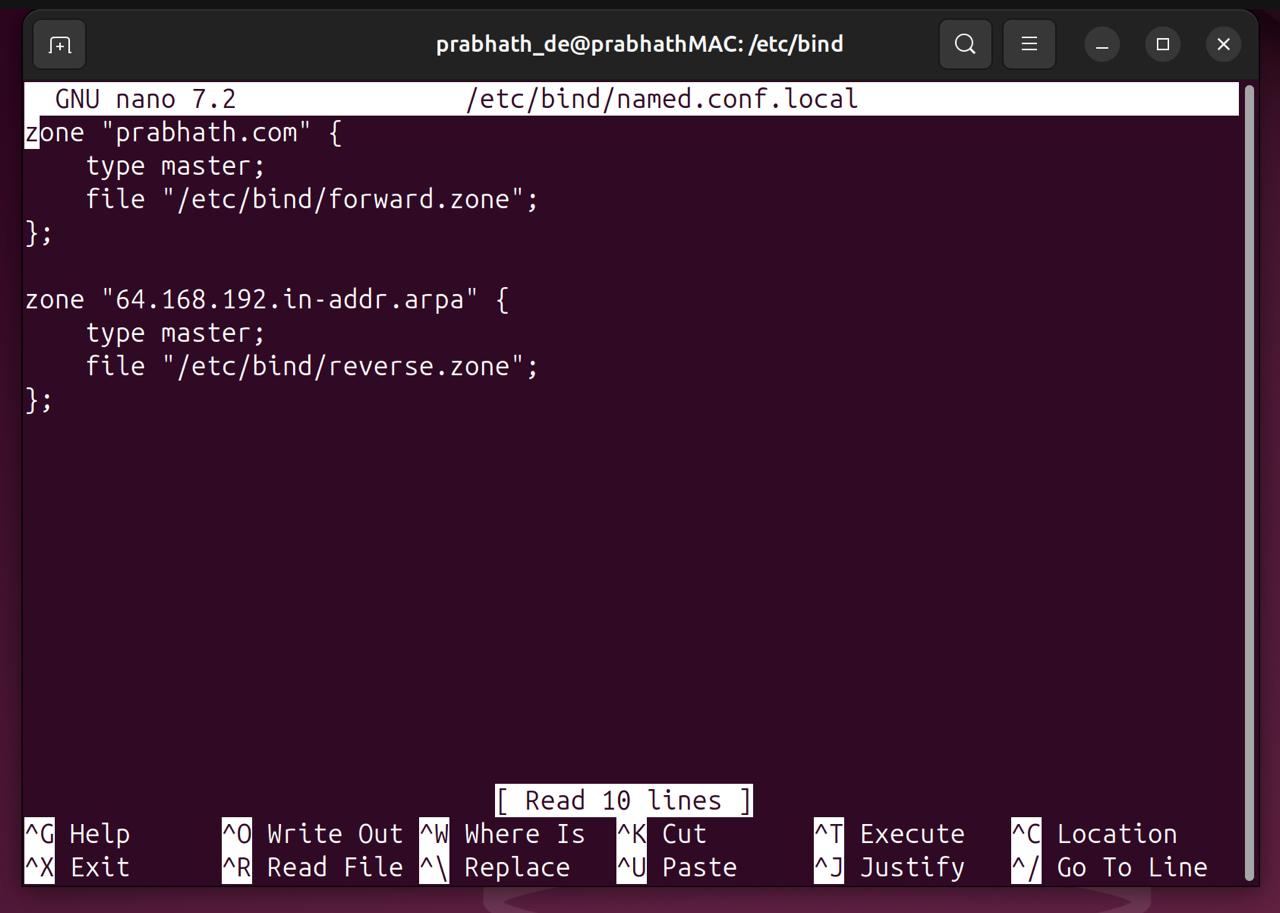 prabhath_de@prabhathMAC: /etc/bind
GNU nano 7.2 /etc/bind/named.conf.local
zone "prabhath.com" {
    type master;
    file "/etc/bind/forward.zone";
};

zone "64.168.192.in-addr.arpa" {
    type master;
    file "/etc/bind/reverse.zone";
};
[ Read 10 lines ]
^G Help ^O Write Out ^W Where Is ^K Cut ^T Execute ^C Location
^X Exit ^R Read File ^\ Replace ^U Paste ^J Justify ^/ Go To Line